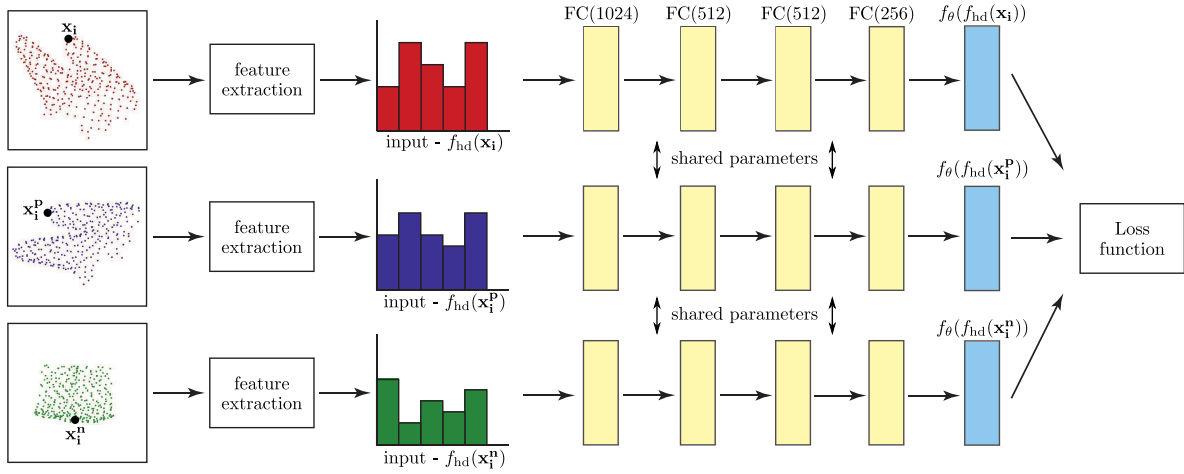 FC(1024) FC(512) FC(512) FC(256) f_θ(f_hd(𝐱_𝐢))
𝐱_𝐢
feature
extraction
input - f_hd(𝐱_𝐢)
shared parameters
f_θ(f_hd(𝐱_𝐢^𝐩))
𝐱_𝐢^𝐩
feature
extraction
Loss
function
input - f_hd(𝐱_𝐢^𝐩)
shared parameters
f_θ(f_hd(𝐱_𝐢^𝐧))
feature
extraction
𝐱_𝐢^𝐧
input - f_hd(𝐱_𝐢^𝐧)